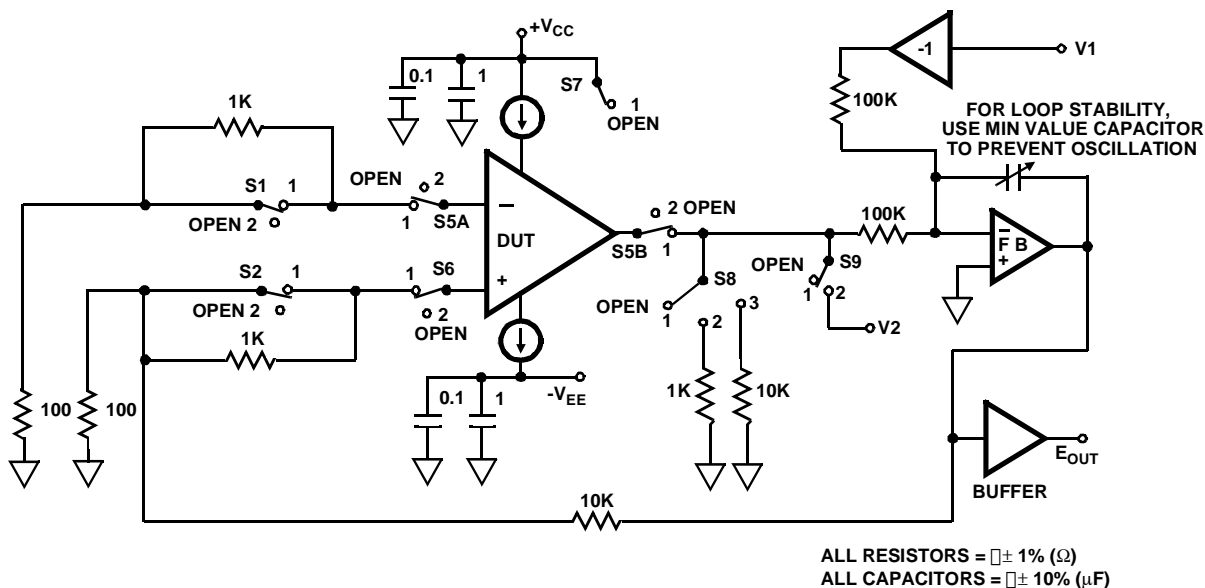 +VCC
-1
V1
0.1
1
S7
1
OPEN
100K
FOR LOOP STABILITY,
USE MIN VALUE CAPACITOR
TO PREVENT OSCILLATION
1K
S1
1
OPEN 2
OPEN
2
1
S5A
−
DUT
+
2 OPEN
S5B
1
100K
−
F B
+
S2
1
OPEN 2
1
S6
2
OPEN
1K
S8
OPEN
1
2
3
OPEN
S9
1
2
V2
100
100
0.1
1
-VEE
1K
10K
EOUT
BUFFER
10K
ALL RESISTORS = ▯± 1% (Ω)
ALL CAPACITORS = ▯± 10% (μF)